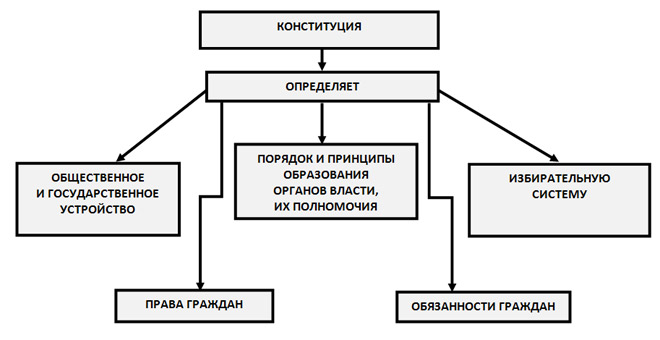 КОНСТИТУЦИЯ
ОПРЕДЕЛЯЕТ
ОБЩЕСТВЕННОЕ
И ГОСУДАРСТВЕННОЕ
УСТРОЙСТВО
ПОРЯДОК И ПРИНЦИПЫ
ОБРАЗОВАНИЯ
ОРГАНОВ ВЛАСТИ,
ИХ ПОЛНОМОЧИЯ
ИЗБИРАТЕЛЬНУЮ
СИСТЕМУ
ПРАВА ГРАЖДАН
ОБЯЗАННОСТИ ГРАЖДАН